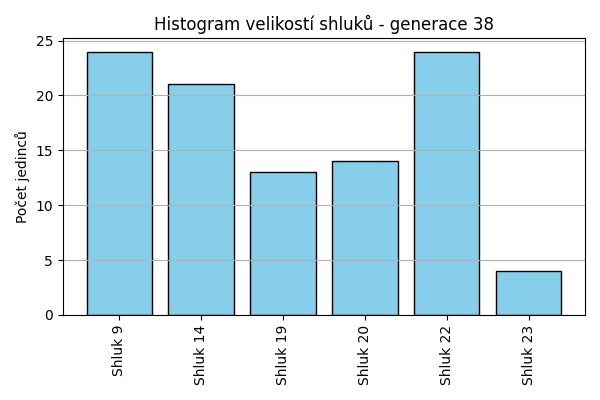 Histogram velikostí shluků - generace 38
Počet jedinců
25
20
15
10
5
0
Shluk 9
Shluk 14
Shluk 19
Shluk 20
Shluk 22
Shluk 23